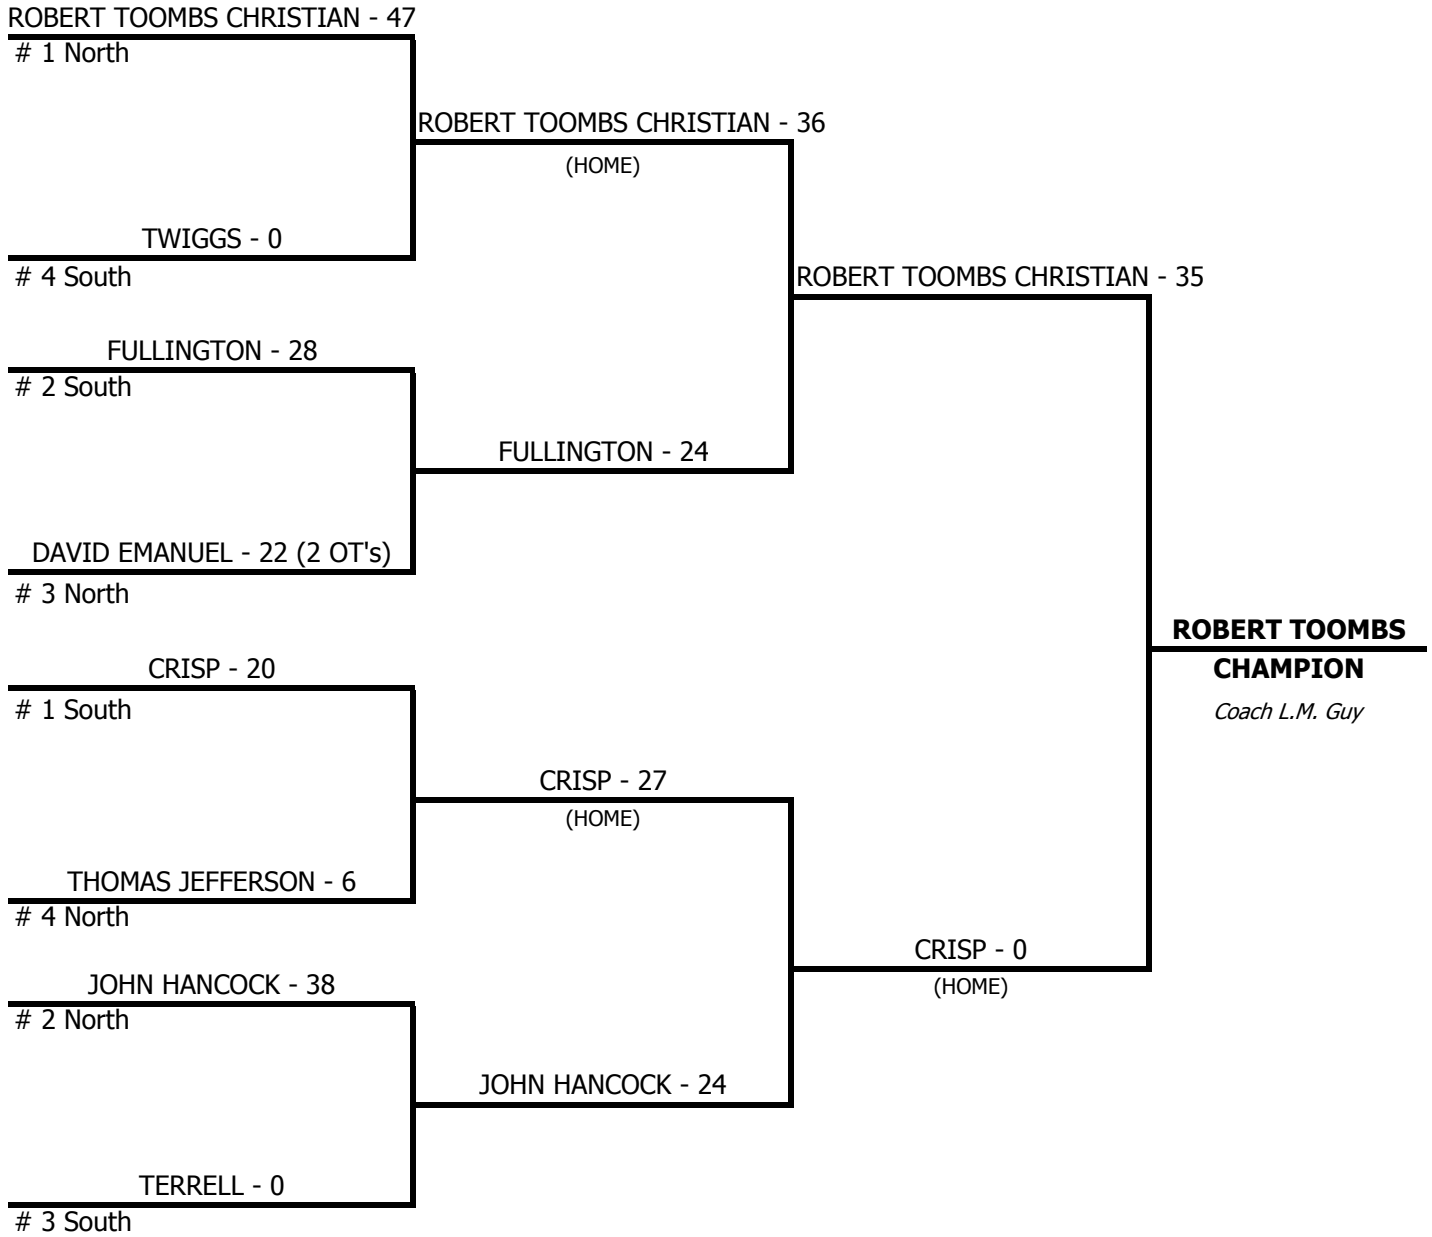 ROBERT TOOMBS CHRISTIAN - 47
# 1 North
ROBERT TOOMBS CHRISTIAN - 36
(HOME)
TWIGGS - 0
# 4 South
ROBERT TOOMBS CHRISTIAN - 35
FULLINGTON - 28
# 2 South
FULLINGTON - 24
DAVID EMANUEL - 22 (2 OT's)
# 3 North
ROBERT TOOMBS
CHAMPION
Coach L.M. Guy
CRISP - 20
# 1 South
CRISP - 27
(HOME)
THOMAS JEFFERSON - 6
# 4 North
CRISP - 0
(HOME)
JOHN HANCOCK - 38
# 2 North
JOHN HANCOCK - 24
TERRELL - 0
# 3 South